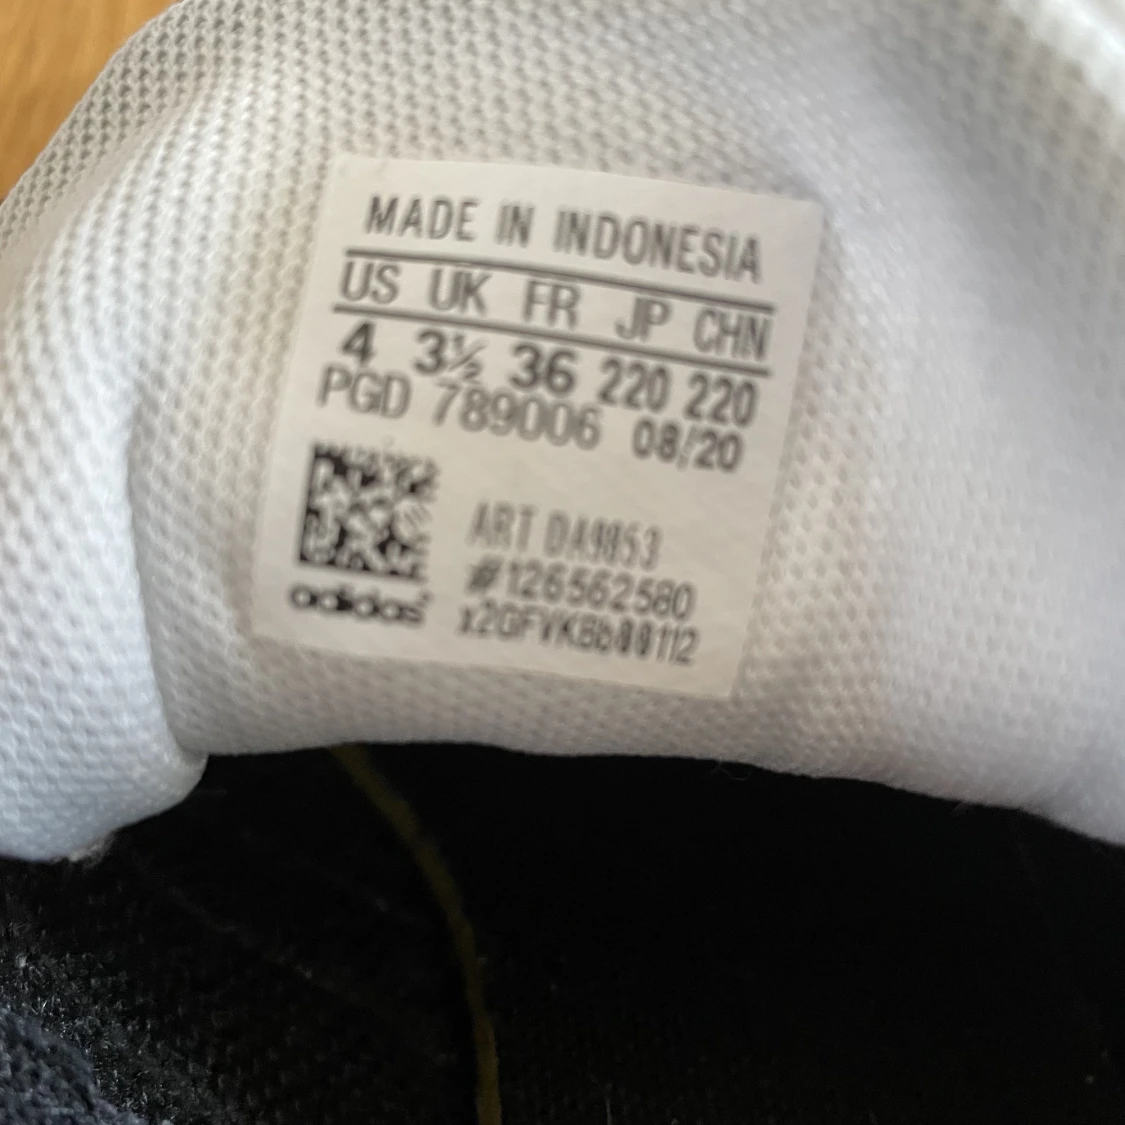 MADE IN INDONESIA
US UK FR JP CHN
4 3½ 36 220 220
PGD 789006 08/20
ART DA9853
#126562580
adidas